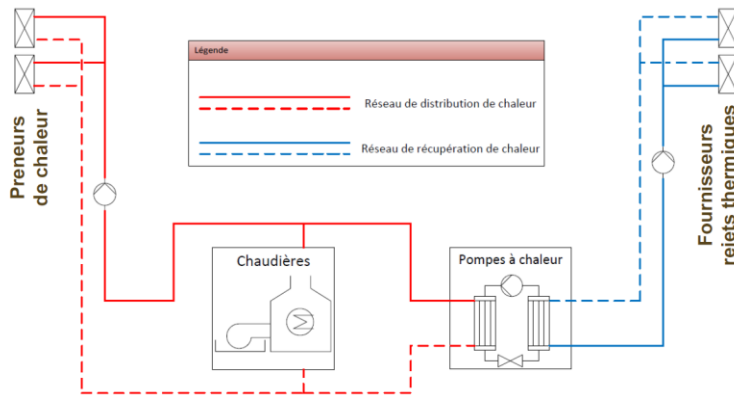 Légende
Réseau de distribution de chaleur
Réseau de récupération de chaleur
Preneurs
de chaleur
Fournisseurs
rejets thermiques
Chaudières
M
Pompes à chaleur